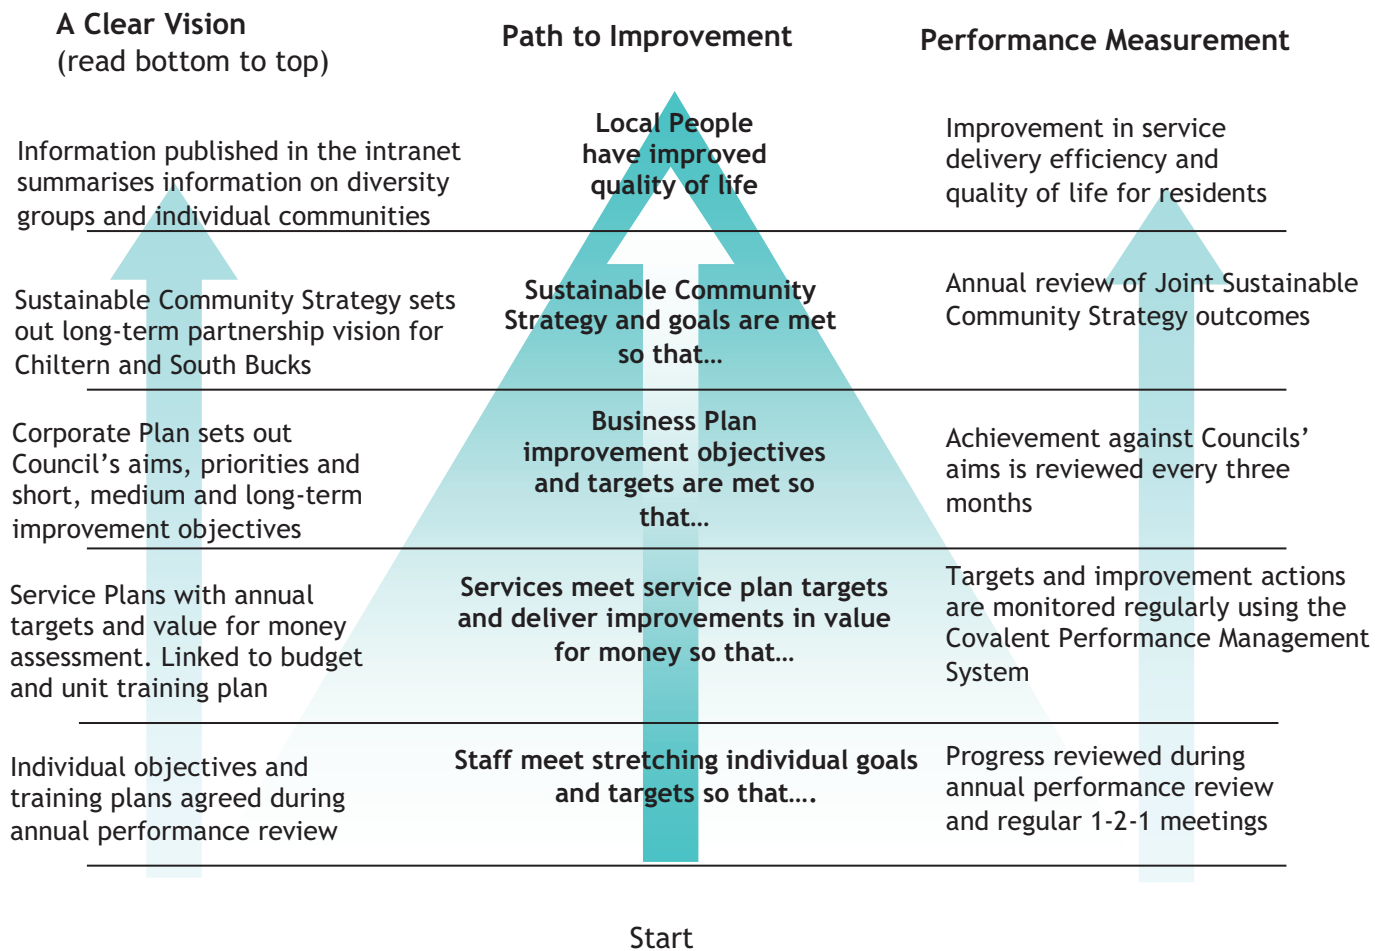 A Clear Vision
(read bottom to top)
Path to Improvement
Performance Measurement
Information published in the intranet
summarises information on diversity
groups and individual communities
Local People
have improved
quality of life
Improvement in service
delivery efficiency and
quality of life for residents
Sustainable Community Strategy sets
out long-term partnership vision for
Chiltern and South Bucks
Sustainable Community
Strategy and goals are met
so that…
Annual review of Joint Sustainable
Community Strategy outcomes
Corporate Plan sets out
Council’s aims, priorities and
short, medium and long-term
improvement objectives
Business Plan
improvement objectives
and targets are met so
that…
Achievement against Councils’
aims is reviewed every three
months
Service Plans with annual
targets and value for money
assessment. Linked to budget
and unit training plan
Services meet service plan targets
and deliver improvements in value
for money so that…
Targets and improvement actions
are monitored regularly using the
Covalent Performance Management
System
Individual objectives and
training plans agreed during
annual performance review
Staff meet stretching individual goals
and targets so that….
Progress reviewed during
annual performance review
and regular 1-2-1 meetings
Start